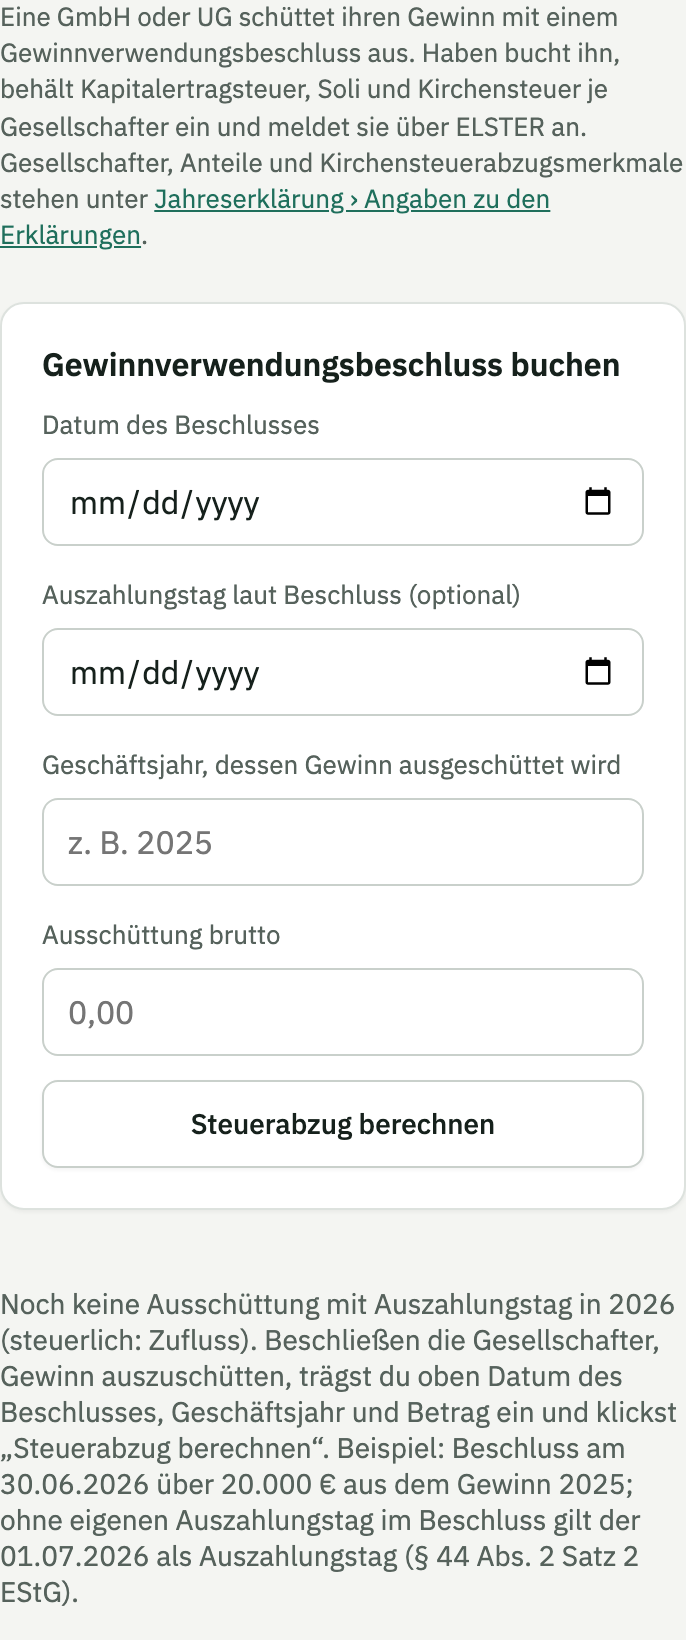 Eine GmbH oder UG schüttet ihren Gewinn mit einem
Gewinnverwendungsbeschluss aus. Haben bucht ihn,
behält Kapitalertragsteuer, Soli und Kirchensteuer je
Gesellschafter ein und meldet sie über ELSTER an.
Gesellschafter, Anteile und Kirchensteuerabzugsmerkmale
stehen unter Jahreserklärung › Angaben zu den
Erklärungen.
Gewinnverwendungsbeschluss buchen
Datum des Beschlusses
mm/dd/yyyy
Auszahlungstag laut Beschluss (optional)
mm/dd/yyyy
Geschäftsjahr, dessen Gewinn ausgeschüttet wird
z. B. 2025
Ausschüttung brutto
0,00
Steuerabzug berechnen
Noch keine Ausschüttung mit Auszahlungstag in 2026
(steuerlich: Zufluss). Beschließen die Gesellschafter,
Gewinn auszuschütten, trägst du oben Datum des
Beschlusses, Geschäftsjahr und Betrag ein und klickst
„Steuerabzug berechnen“. Beispiel: Beschluss am
30.06.2026 über 20.000 € aus dem Gewinn 2025;
ohne eigenen Auszahlungstag im Beschluss gilt der
01.07.2026 als Auszahlungstag (§ 44 Abs. 2 Satz 2
EStG).